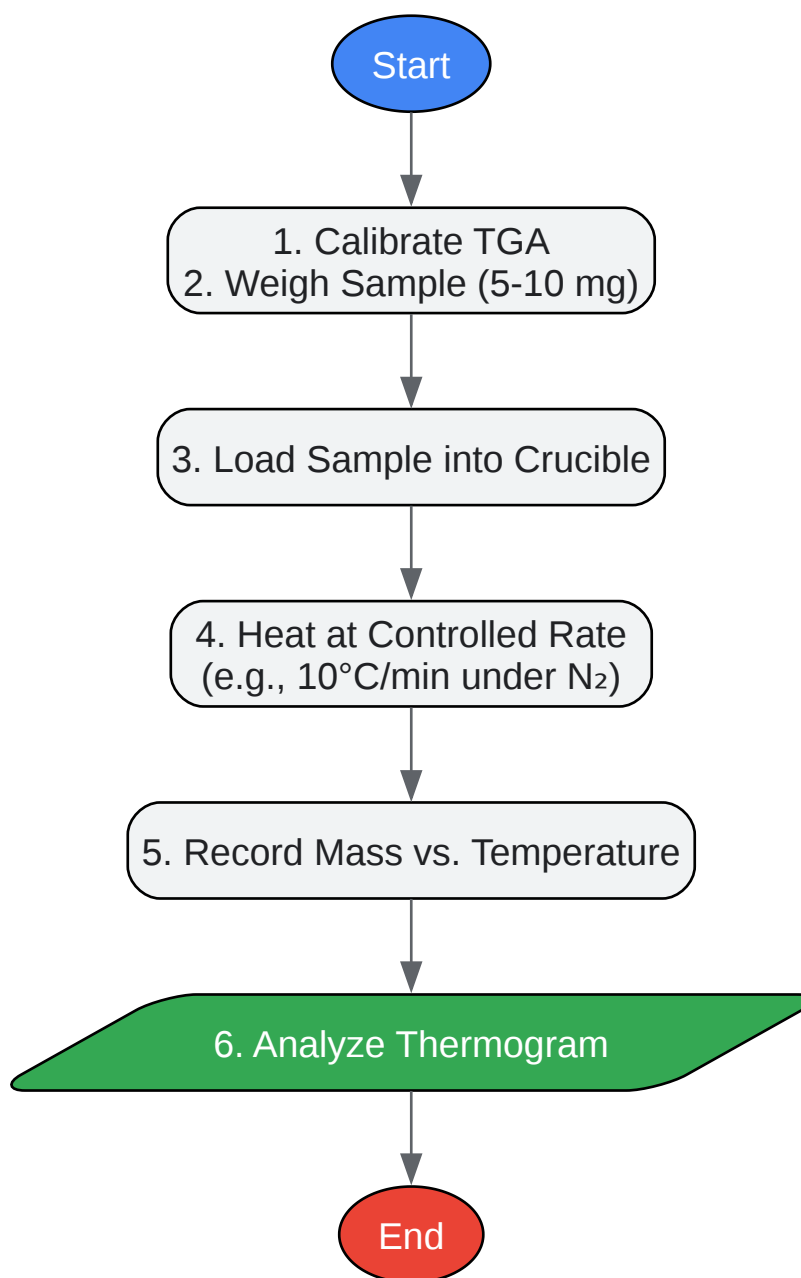 Start
1. Calibrate TGA
2. Weigh Sample (5-10 mg)
3. Load Sample into Crucible
4. Heat at Controlled Rate
(e.g., 10°C/min under N₂)
5. Record Mass vs. Temperature
6. Analyze Thermogram
End